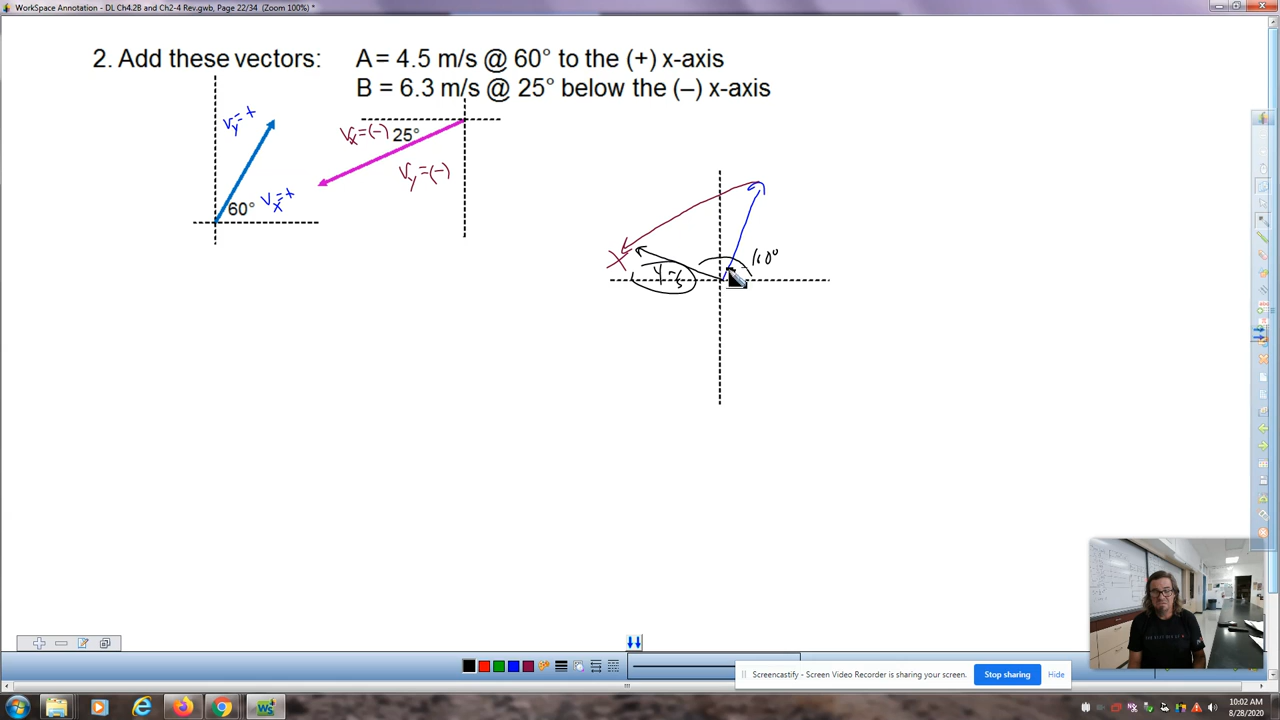 WorkSpace Annotation - DL Ch4.2B and Ch2-4 Rev.gwb, Page 22/34 (Zoom 100%) *
2. Add these vectors: A = 4.5 m/s @ 60° to the (+) x-axis
B = 6.3 m/s @ 25° below the (–) x-axis
Vy=+
Vx=(-) 25°
Vy=(-)
60° Vx=+
160°
Screencastify - Screen Video Recorder is sharing your screen.
Stop sharing
Hide
10:02 AM
8/28/2020